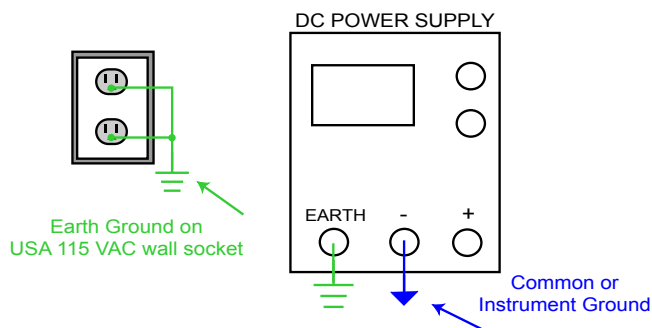 DC POWER SUPPLY
EARTH - +
Earth Ground on
USA 115 VAC wall socket
Common or
Instrument Ground